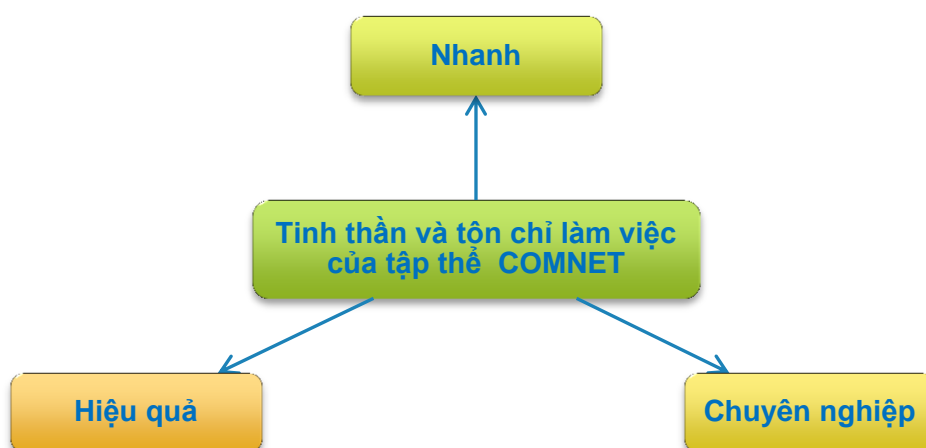 Nhanh
Tinh thần và tôn chỉ làm việc
của tập thể COMNET
Hiệu quả
Chuyên nghiệp